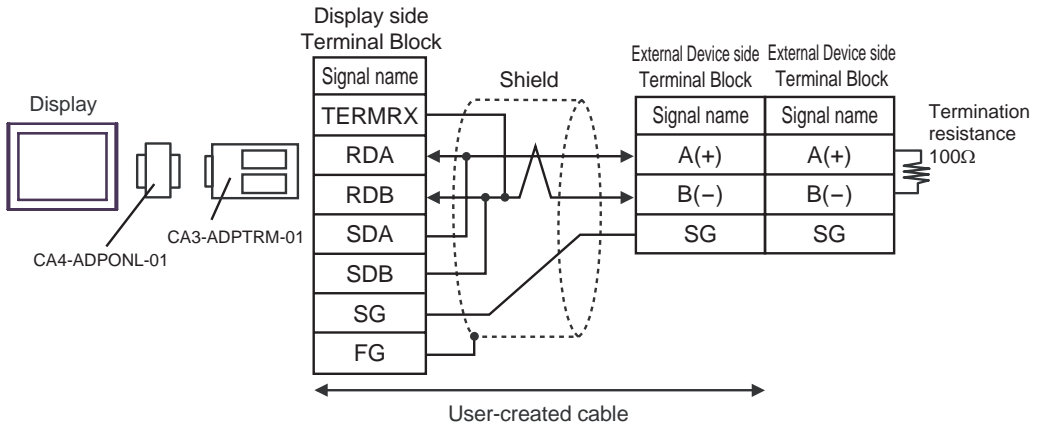 Display side
Terminal Block
Signal name
TERMRX
RDA
RDB
SDA
SDB
SG
FG
Display
CA4-ADPONL-01
CA3-ADPTRM-01
Shield
External Device side
Terminal Block
Signal name
A(+)
B(−)
SG
External Device side
Terminal Block
Signal name
A(+)
B(−)
SG
Termination
resistance
100Ω
User-created cable